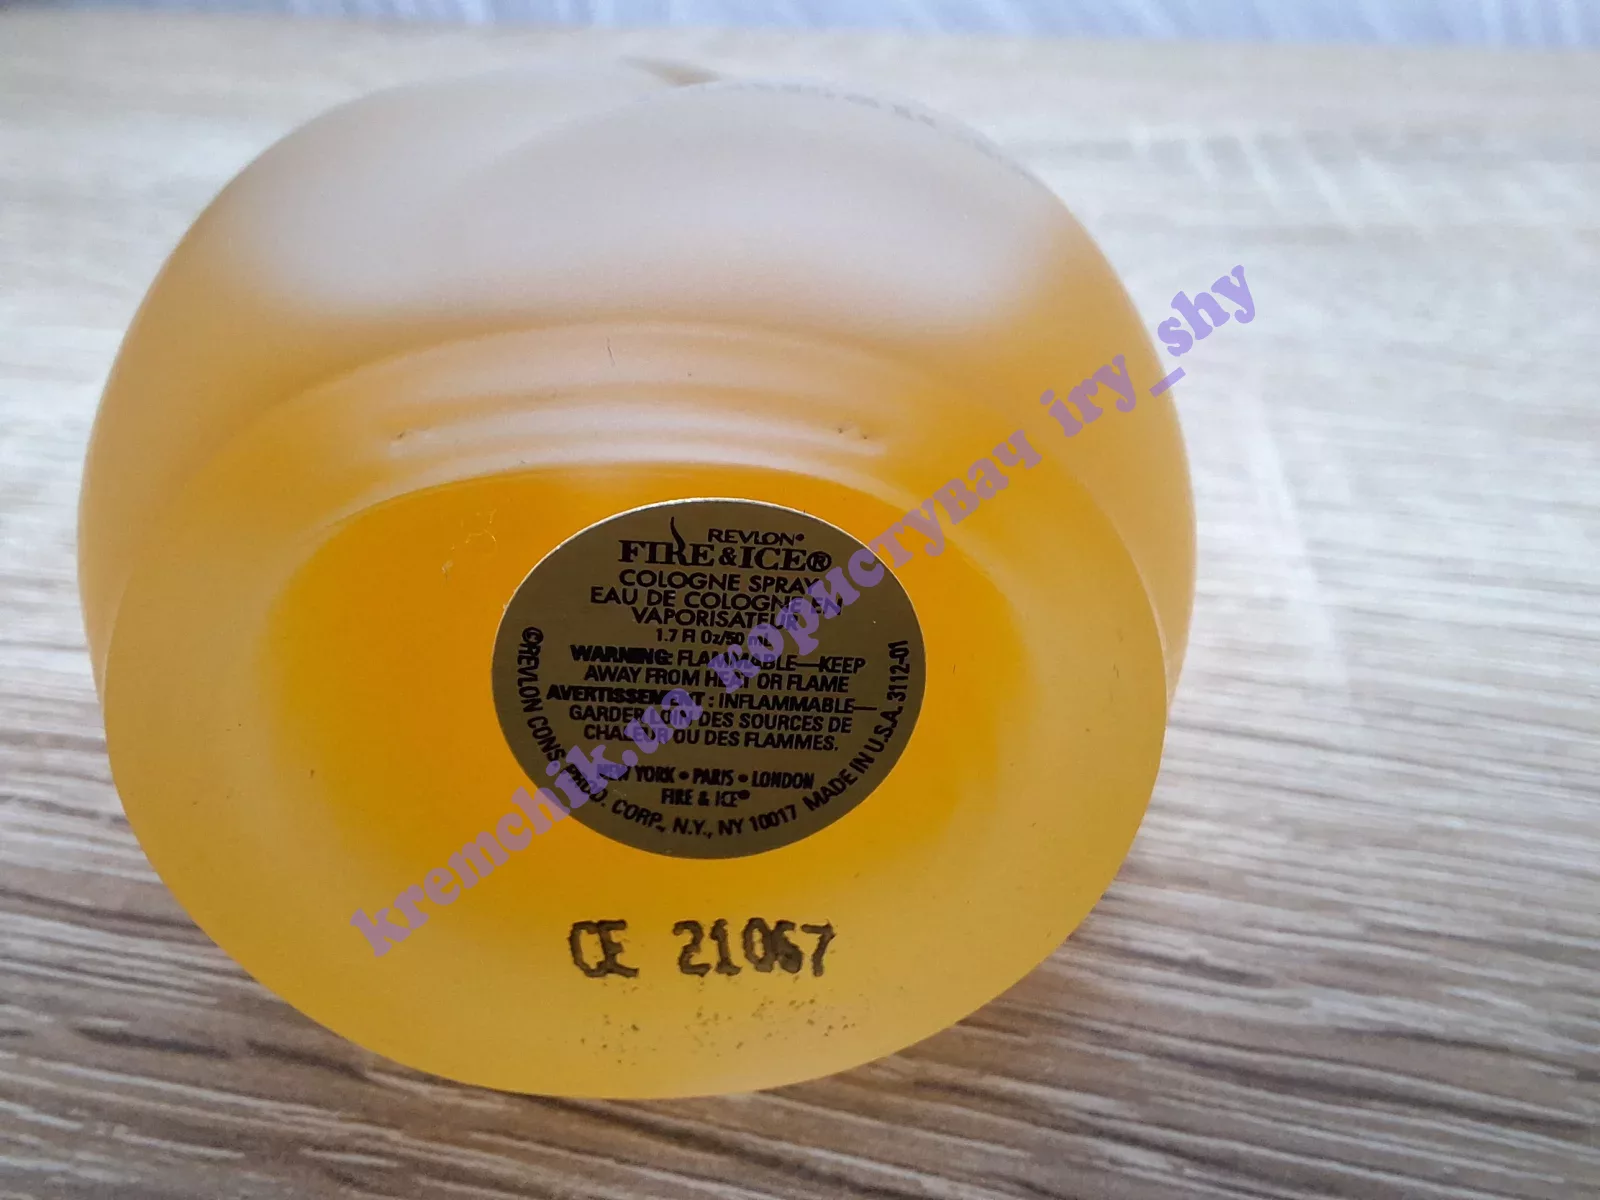 REVLON®
FIRE & ICE®
COLOGNE SPRAY
EAU DE COLOGNE EN
VAPORISATEUR
1.7 Fl Oz/50 mL
WARNING: FLAMMABLE—KEEP
AWAY FROM HEAT OR FLAME
AVERTISSEMENT : INFLAMMABLE—
GARDER LOIN DES SOURCES DE
CHALEUR OU DES FLAMMES.
NEW YORK • PARIS • LONDON
FIRE & ICE®
©REVLON CONS. PROD. CORP., N.Y., NY 10017 MADE IN U.S.A. 3112-01
CE 21067
kremchik.ua користувач iry_shy